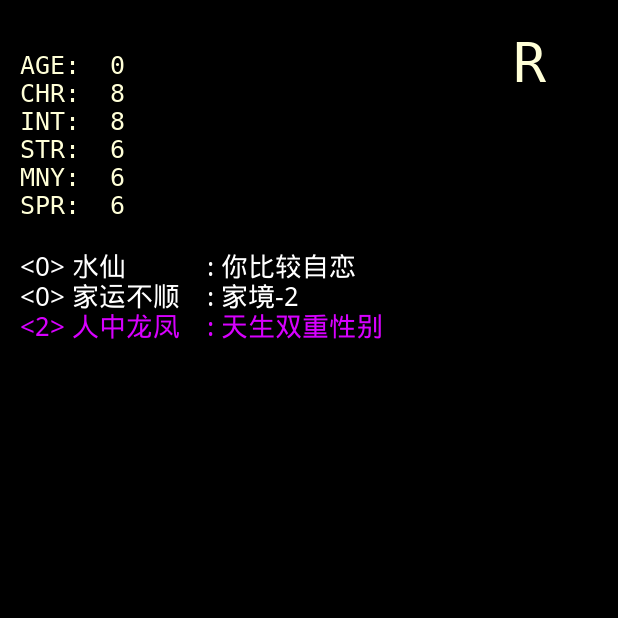 R
AGE: 0
CHR: 8
INT: 8
STR: 6
MNY: 6
SPR: 6
<0> 水仙 : 你比较自恋
<0> 家运不顺 : 家境-2
<2> 人中龙凤 : 天生双重性别